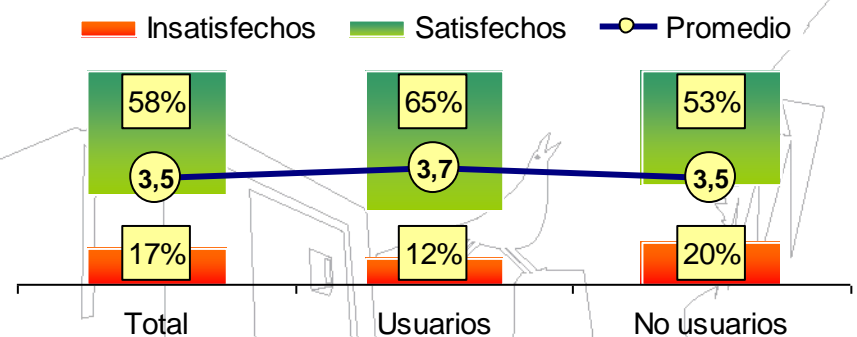 Insatisfechos Satisfechos Promedio
58% 65% 53%
3,5 3,7 3,5
17% 12% 20%
Total Usuarios No usuarios